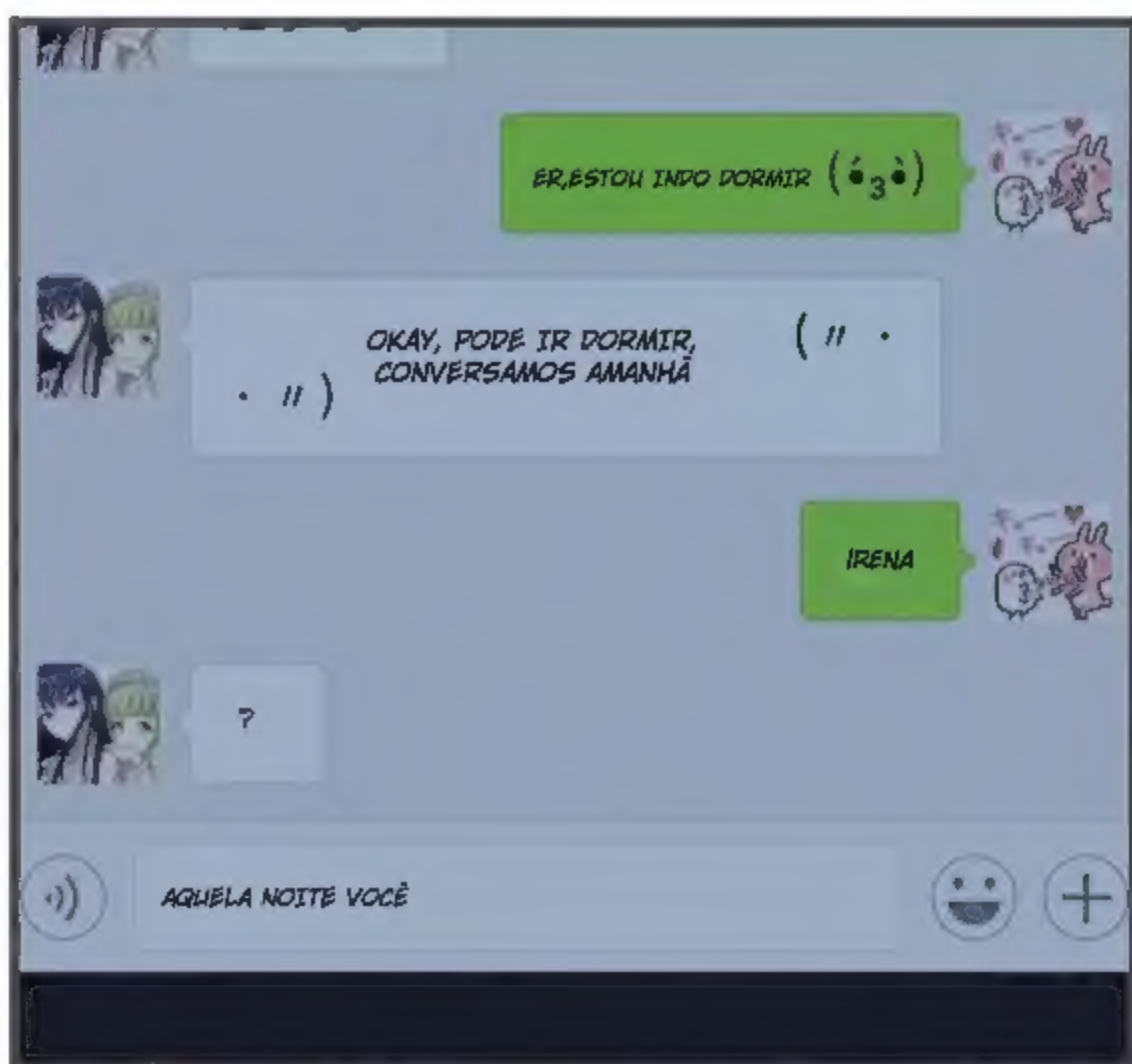 ER,ESTOU INDO DORMIR (•́3•̀)
OKAY, PODE IR DORMIR, ( // •
• // ) CONVERSAMOS AMANHÃ
IRENA
?
AQUELA NOITE VOCÊ